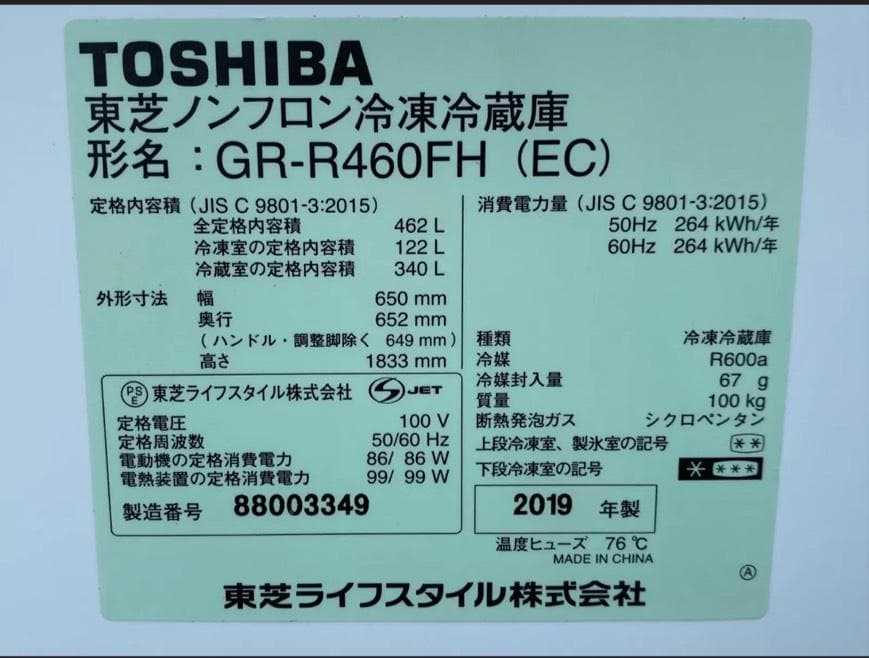 TOSHIBA
東芝ノンフロン冷凍冷蔵庫
形名：GR-R460FH（EC）
定格内容積（JIS C 9801-3:2015）
全定格内容積 462 L
冷凍室の定格内容積 122 L
冷蔵室の定格内容積 340 L
外形寸法 幅 650 mm
奥行 652 mm
（ハンドル・調整脚除く 649 mm）
高さ 1833 mm
PS
E 東芝ライフスタイル株式会社 JET
定格電圧 100 V
定格周波数 50/60 Hz
電動機の定格消費電力 86/ 86 W
電熱装置の定格消費電力 99/ 99 W
製造番号 88003349
消費電力量（JIS C 9801-3:2015）
50Hz 264 kWh/年
60Hz 264 kWh/年
種類 冷凍冷蔵庫
冷媒 R600a
冷媒封入量 67 g
質量 100 kg
断熱発泡ガス シクロペンタン
上段冷凍室、製氷室の記号 **
下段冷凍室の記号 * ***
2019 年製
温度ヒューズ 76 ℃
MADE IN CHINA
Ⓐ
東芝ライフスタイル株式会社